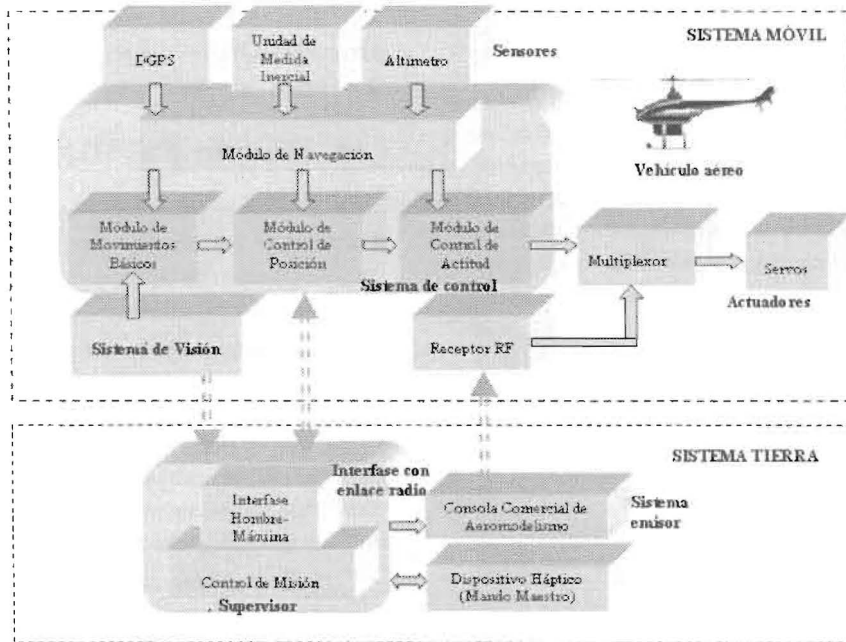 SISTEMA MÓVIL
DGPS
Unidad de
Medida
Inercial
Altímetro
Sensores
Módulo de Navegación
Vehículo aéreo
Módulo de
Movimientos
Básicos
Módulo de
Control de
Posición
Módulo de
Control de
Actitud
Multiplexor
Servos
Sistema de control
Actuadores
Sistema de Visión
Receptor RF
SISTEMA TIERRA
Interfase con
enlace radio
Interfase
Hombre-
Máquina
Consola Comercial de
Aeromodelismo
Sistema
emisor
Control de Misión
Dispositivo Háptico
(Mando Maestro)
. Supervisor